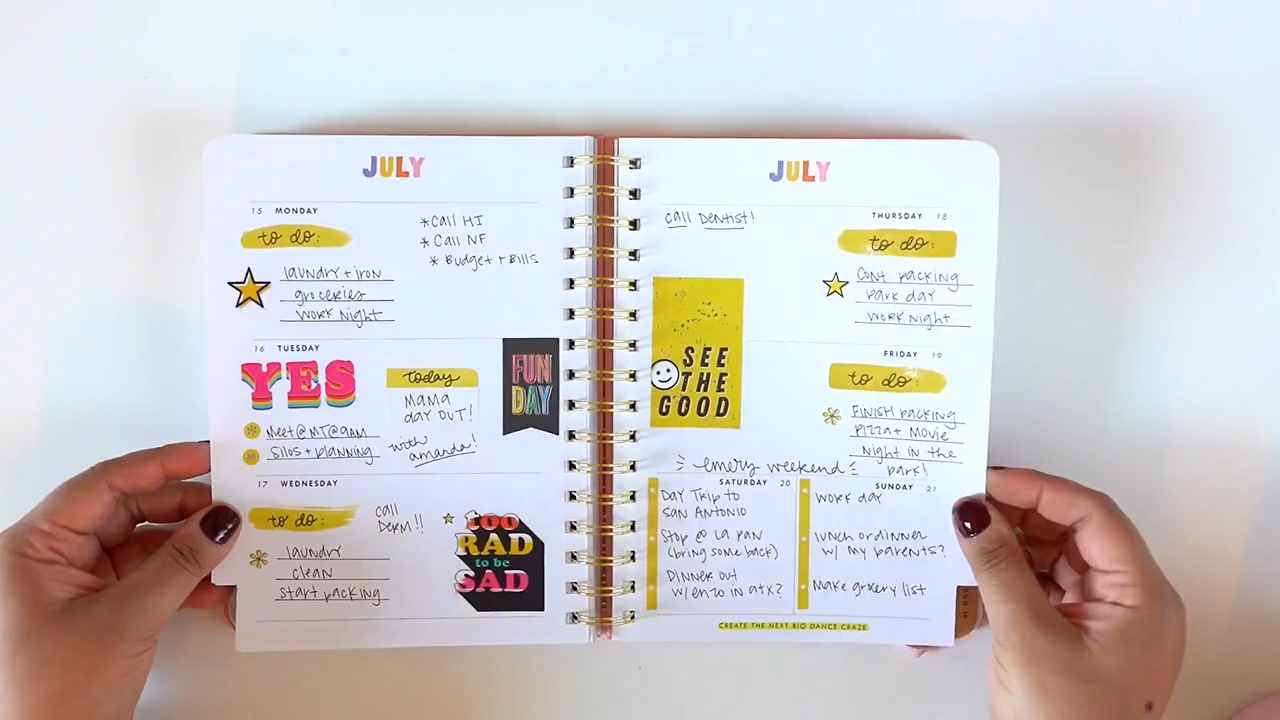 JULY
15 MONDAY
to do:
*Call HI
*Call NF
*Budget + Bills
laundry + iron
groceries
work night
16 TUESDAY
YES
today
MAMA
day OUT!
with
amanda!
FUN
DAY
Meet@MT@9AM
Silos + planning
17 WEDNESDAY
to do:
call
Derm!!
laundry
clean
start packing
TOO
RAD
to be
SAD
JULY
THURSDAY 18
call Dentist!
to do:
Cont. packing
park day
work night
SEE
THE
GOOD
FRIDAY 19
to do:
FINISH packing
PIZZA + MOVIE
night in the
park!
emery weekend
SATURDAY 20
DAY TRIP to
SAN ANTONIO
Stop @ LA PAN
(bring some back)
DINNER OUT
w/ enzo in atx?
SUNDAY 21
WORK DAY
lunch or dinner
w/ my parents?
Make grocery list
CREATE THE NEXT BIG DANCE CRAZE